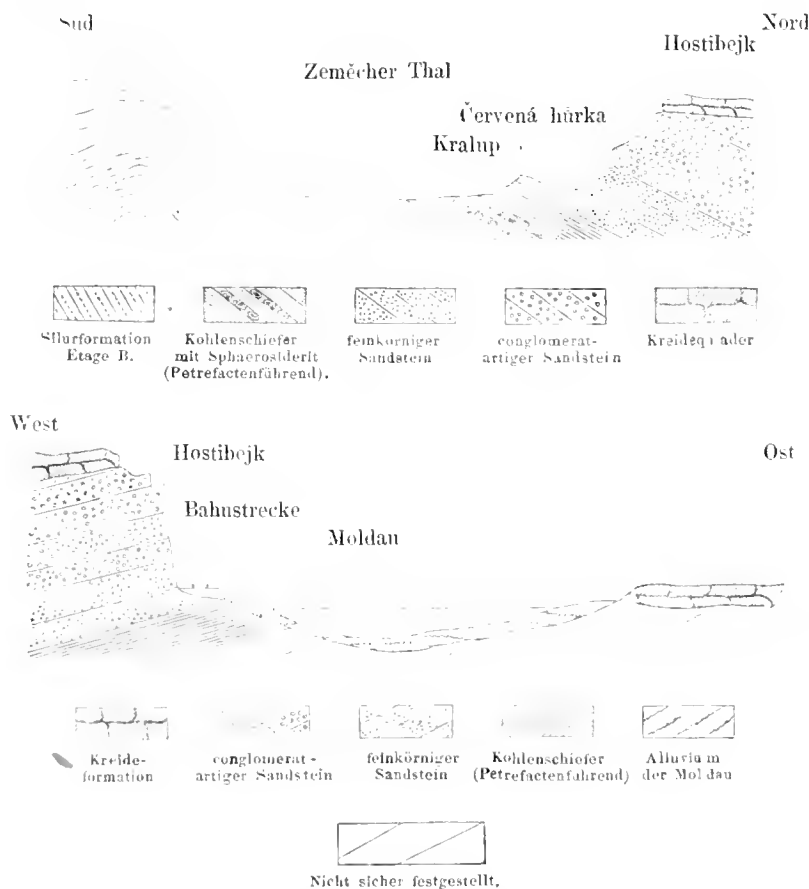 Süd
Nord
Hostibejk
Zeměcher Thal
Červená hůrka
Kralup
Silurformation
Etage B.
Kohlenschiefer
mit Sphaerosiderit
(Petrefactenführend).
feinkörniger
Sandstein
conglomerat-
artiger Sandstein
Kreidequader
West
Hostibejk
Ost
Bahnstrecke
Moldau
Kreide-
formation
conglomerat-
artiger Sandstein
feinkörniger
Sandstein
Kohlenschiefer
(Petrefactenführend)
Alluvium
der Moldau
Nicht sicher festgestellt.